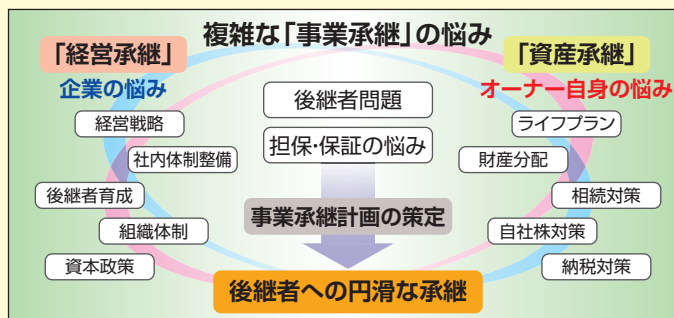 複雑な「事業承継」の悩み
「経営承継」
企業の悩み
経営戦略
社内体制整備
後継者育成
組織体制
資本政策
後継者問題
担保・保証の悩み
事業承継計画の策定
後継者への円滑な承継
「資産承継」
オーナー自身の悩み
ライフプラン
財産分配
相続対策
自社株対策
納税対策